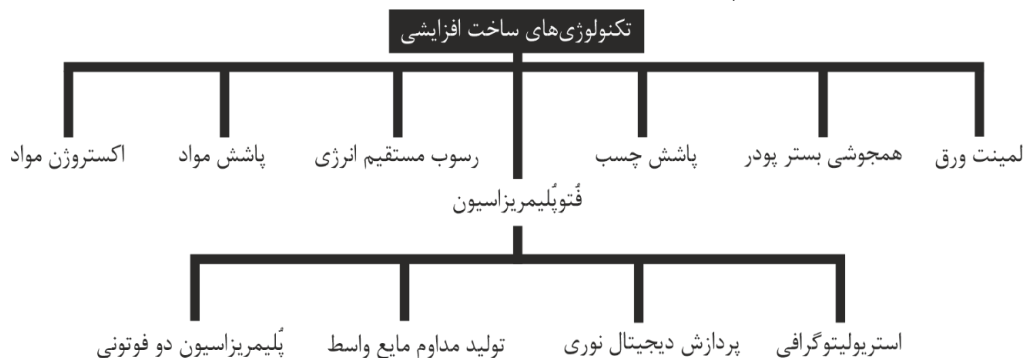 تکنولوژی‌های ساخت افزایشی
لمینت ورق
همجوشی بستر پودر
پاشش چسب
رسوب مستقیم انرژی
پاشش مواد
اکستروژن مواد
فُتوپُلیمریزاسیون
استریولیتوگرافی
پردازش دیجیتال نوری
تولید مداوم مایع واسط
پُلیمریزاسیون دو فوتونی